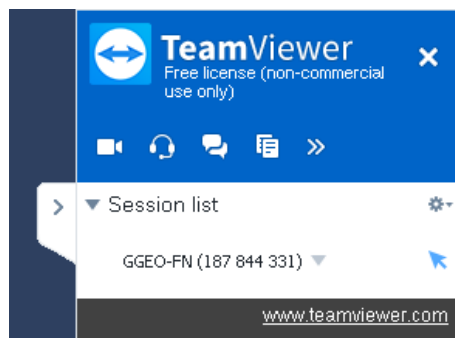 TeamViewer
Free license (non-commercial
use only)
Session list
GGEO-FN (187 844 331)
www.teamviewer.com